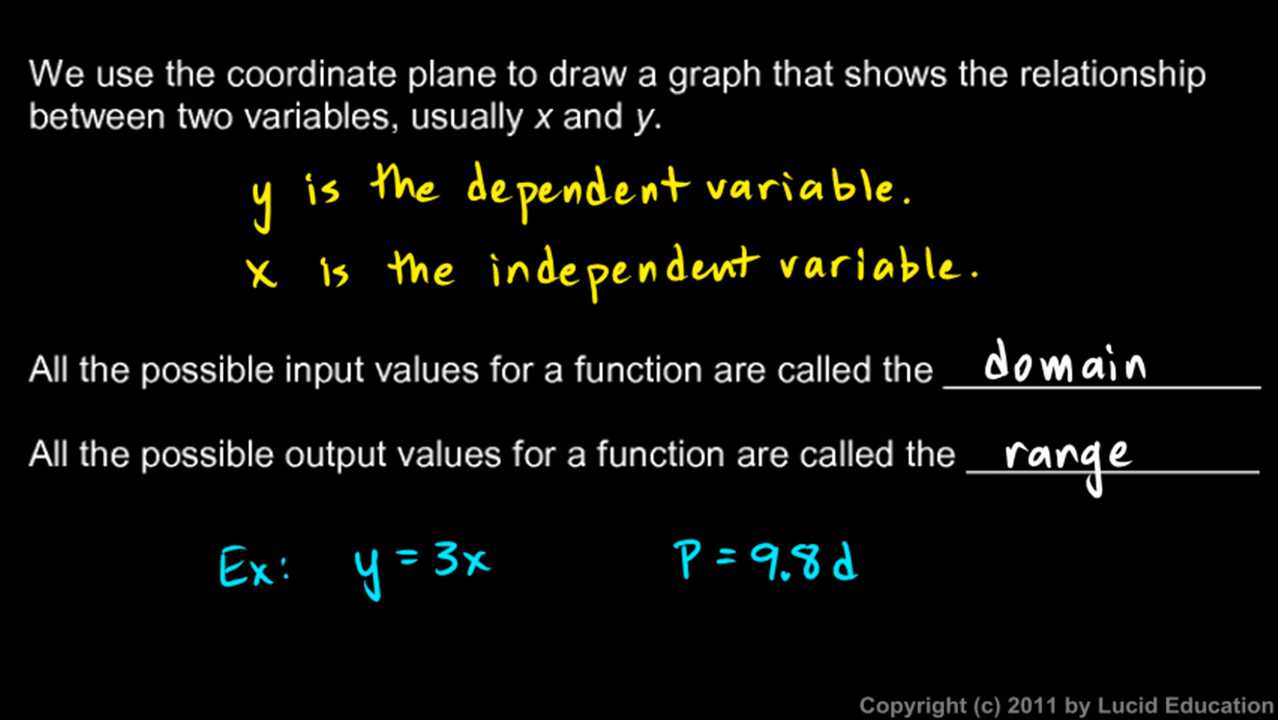 We use the coordinate plane to draw a graph that shows the relationship
between two variables, usually x and y.
y is the dependent variable.
x is the independent variable.
All the possible input values for a function are called the domain
All the possible output values for a function are called the range
Ex: y = 3x P = 9.8d
Copyright (c) 2011 by Lucid Education